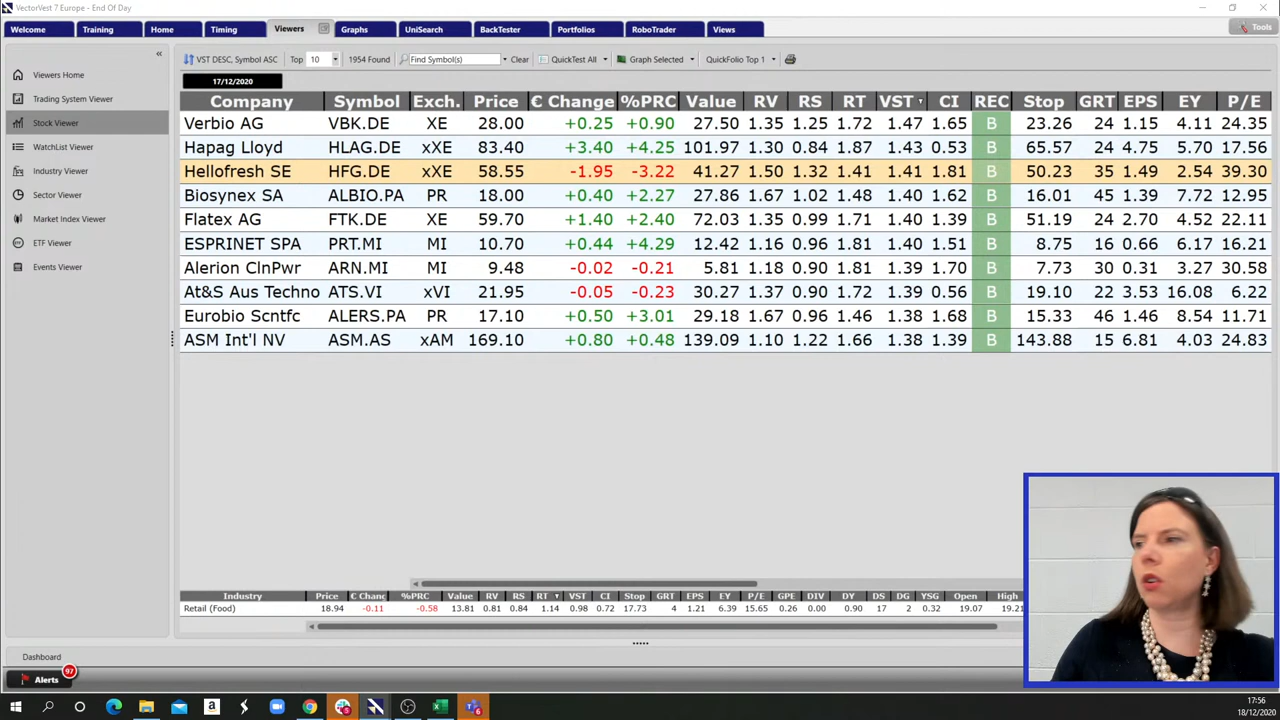 VectorVest 7 Europe - End Of Day
Welcome Training Home Timing Viewers Graphs UniSearch BackTester Portfolios RoboTrader Views Tools
«
Viewers Home
Trading System Viewer
Stock Viewer
WatchList Viewer
Industry Viewer
Sector Viewer
Market Index Viewer
ETF Viewer
Events Viewer
VST DESC, Symbol ASC Top 10 1954 Found Find Symbol(s) Clear QuickTest All Graph Selected QuickFolio Top 1
17/12/2020
Company Symbol Exch. Price € Change %PRC Value RV RS RT VST CI REC Stop GRT EPS EY P/E
Verbio AG VBK.DE XE 28.00 +0.25 +0.90 27.50 1.35 1.25 1.72 1.47 1.65 B 23.26 24 1.15 4.11 24.35
Hapag Lloyd HLAG.DE xXE 83.40 +3.40 +4.25 101.97 1.30 0.84 1.87 1.43 0.53 B 65.57 24 4.75 5.70 17.56
Hellofresh SE HFG.DE xXE 58.55 -1.95 -3.22 41.27 1.50 1.32 1.41 1.41 1.81 B 50.23 35 1.49 2.54 39.30
Biosynex SA ALBIO.PA PR 18.00 +0.40 +2.27 27.86 1.67 1.02 1.48 1.40 1.62 B 16.01 45 1.39 7.72 12.95
Flatex AG FTK.DE XE 59.70 +1.40 +2.40 72.03 1.35 0.99 1.71 1.40 1.39 B 51.19 24 2.70 4.52 22.11
ESPRINET SPA PRT.MI MI 10.70 +0.44 +4.29 12.42 1.16 0.96 1.81 1.40 1.51 B 8.75 16 0.66 6.17 16.21
Alerion ClnPwr ARN.MI MI 9.48 -0.02 -0.21 5.81 1.18 0.90 1.81 1.39 1.70 B 7.73 30 0.31 3.27 30.58
At&S Aus Techno ATS.VI xVI 21.95 -0.05 -0.23 30.27 1.37 0.90 1.72 1.39 0.56 B 19.10 22 3.53 16.08 6.22
Eurobio Scntfc ALERS.PA PR 17.10 +0.50 +3.01 29.18 1.67 0.96 1.46 1.38 1.68 B 15.33 46 1.46 8.54 11.71
ASM Int'l NV ASM.AS xAM 169.10 +0.80 +0.48 139.09 1.10 1.22 1.66 1.38 1.39 B 143.88 15 6.81 4.03 24.83
Industry Price € Chanc %PRC Value RV RS RT VST CI Stop GRT EPS EY P/E GPE DIV DY DS DG YSG Open High
Retail (Food) 18.94 -0.11 -0.58 13.81 0.81 0.84 1.14 0.98 0.72 17.73 4 1.21 6.39 15.65 0.26 0.00 0.90 17 2 0.32 19.07 19.21
Dashboard
Alerts 97
17:56
18/12/2020